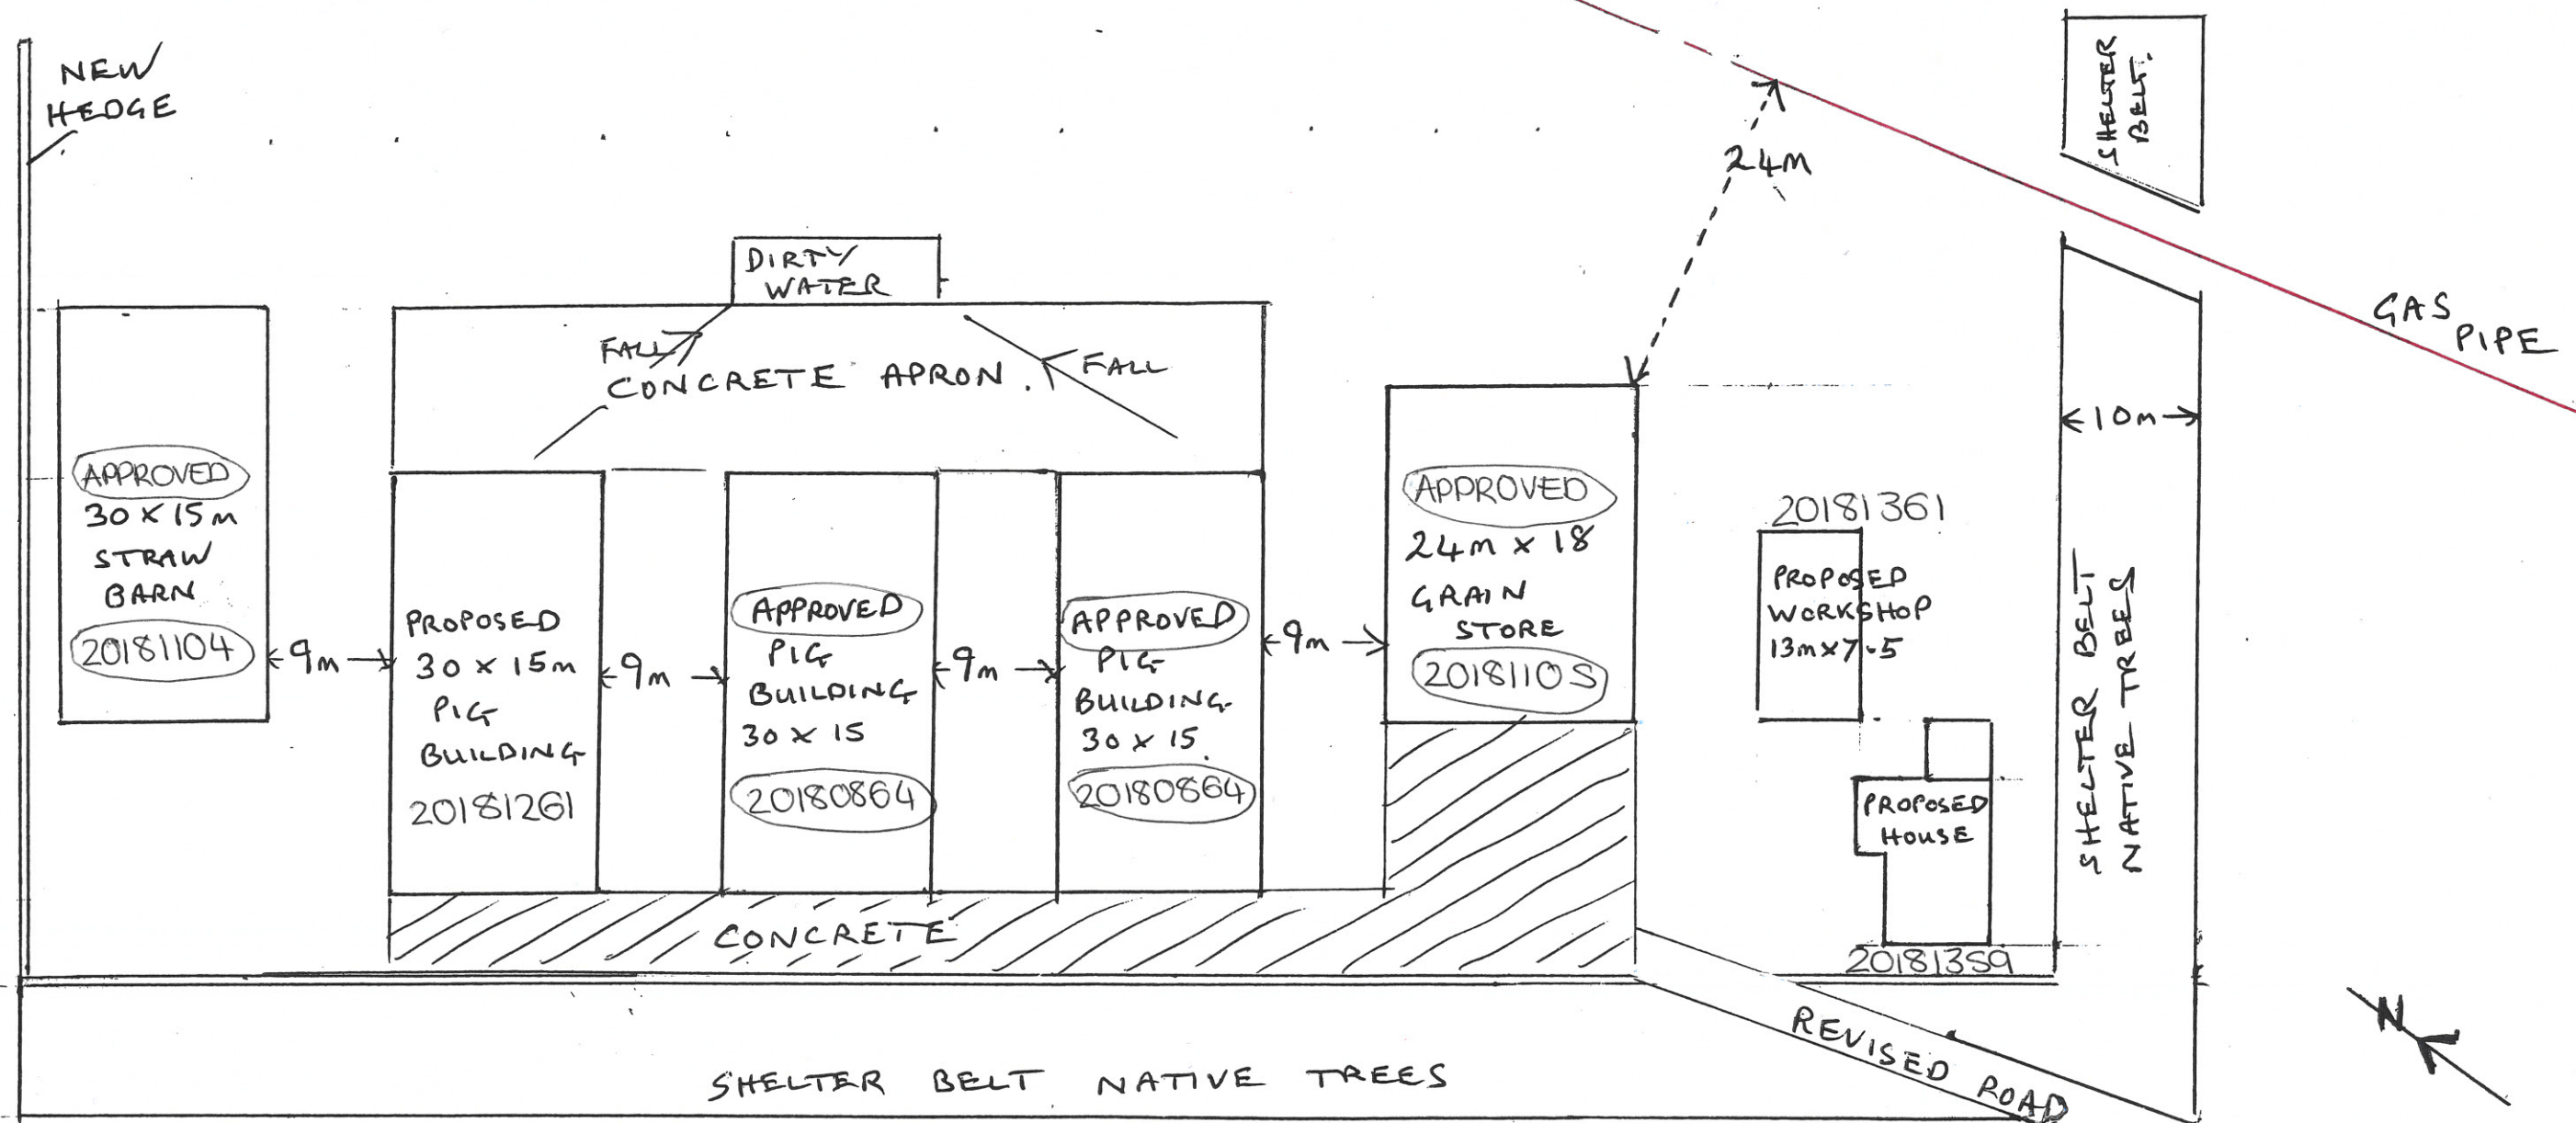 NEW
HEDGE
SHELTER
BELT.
24m
DIRTY
WATER
GAS
PIPE
FALL
CONCRETE APRON.
FALL
10m
APPROVED
30 x 15m
STRAW
BARN
20181104
9m
PROPOSED
30 x 15m
PIG
BUILDING
20181261
9m
APPROVED
PIG
BUILDING
30 x 15
20180864
9m
APPROVED
PIG
BUILDING.
30 x 15.
20180864
9m
APPROVED
24m x 18
GRAIN
STORE
20181105
20181361
PROPOSED
WORKSHOP
13m x 7.5
PROPOSED
HOUSE
20181359
SHELTER BELT
NATIVE TREES
CONCRETE
REVISED ROAD
SHELTER BELT NATIVE TREES
N